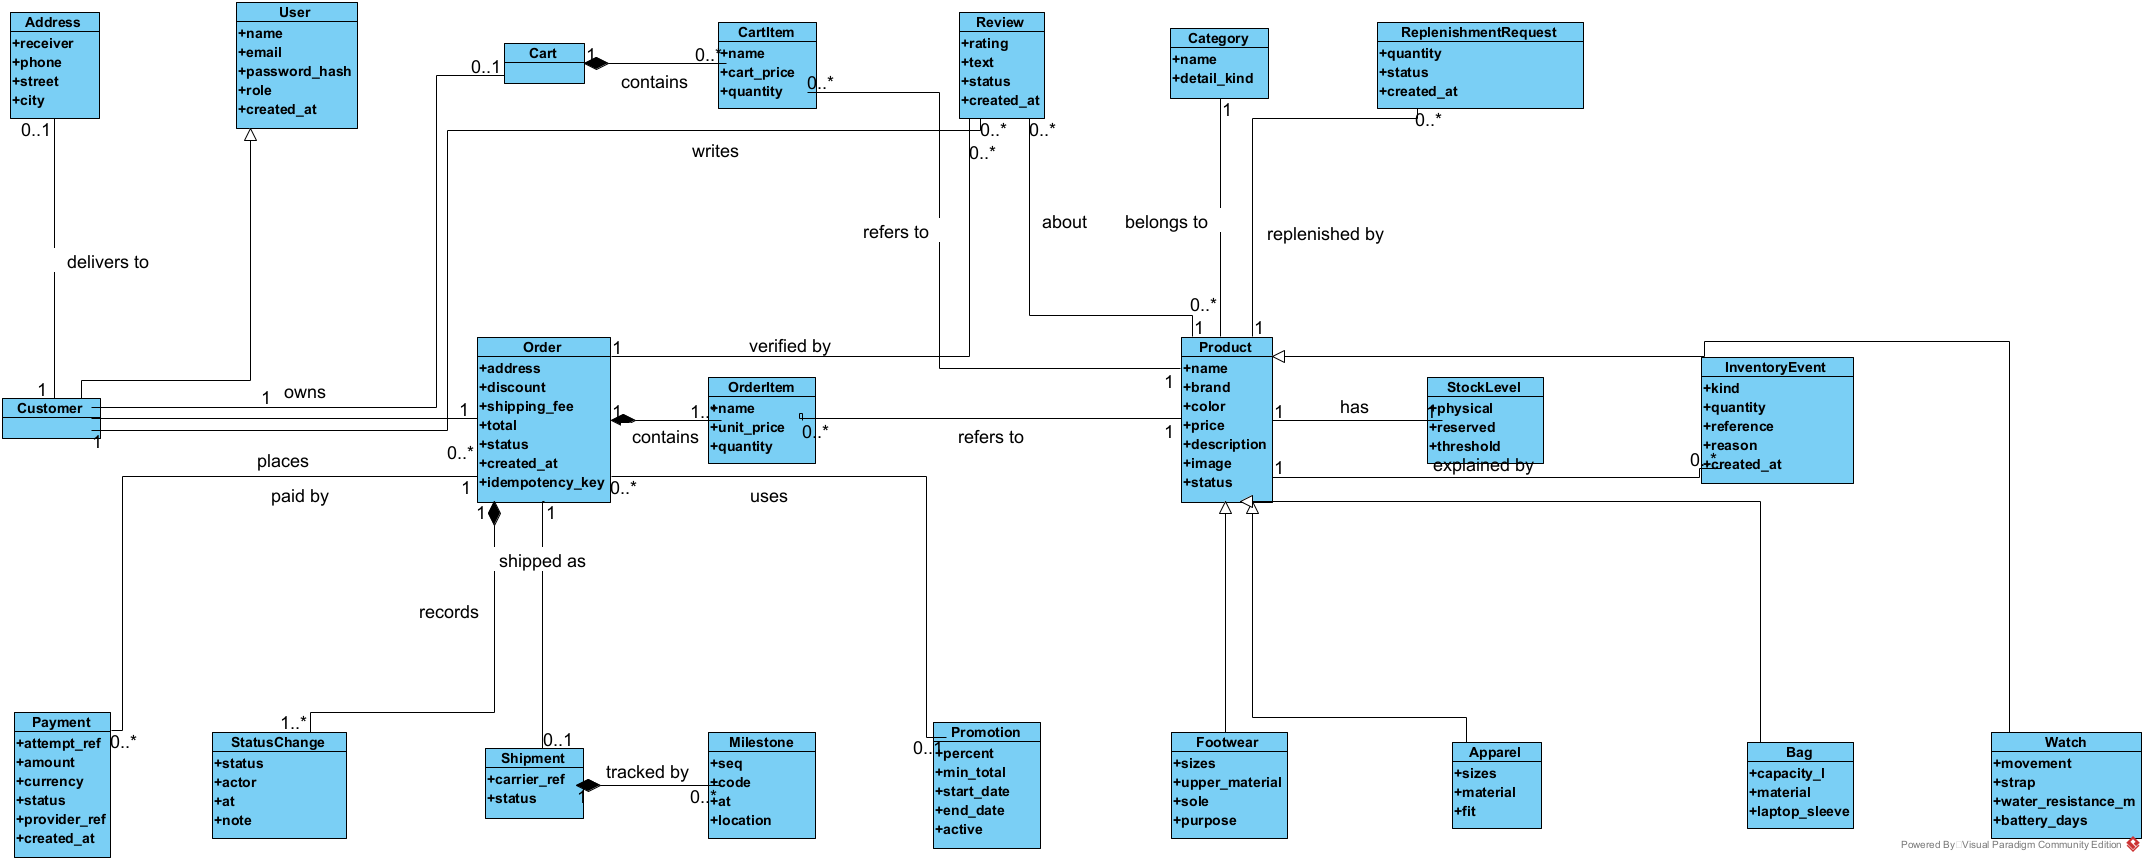 Address
+receiver
+phone
+street
+city
0..1
User
+name
+email
+password_hash
+role
+created_at
Cart
0..1
1
contains
0..*
CartItem
+name
+cart_price
+quantity
0..*
Review
+rating
+text
+status
+created_at
0..*
0..*
0..*
Category
+name
+detail_kind
1
ReplenishmentRequest
+quantity
+status
+created_at
0..*
writes
delivers to
refers to
about
belongs to
replenished by
0..*
1
1
Order
+address
+discount
+shipping_fee
+total
+status
+created_at
+idempotency_key
1
verified by
Product
+name
+brand
+color
+price
+description
+image
+status
1
1
Customer
1
1
owns
1
1
0..*
places
1
paid by
1
contains
1..*
OrderItem
+name
+unit_price
+quantity
0..*
refers to
1
has
1
StockLevel
+physical
+reserved
+threshold
1
explained by
0..*
InventoryEvent
+kind
+quantity
+reference
+reason
+created_at
0..*
uses
1
1
shipped as
records
Payment
+attempt_ref
+amount
+currency
+status
+provider_ref
+created_at
0..*
1..*
StatusChange
+status
+actor
+at
+note
0..1
Shipment
+carrier_ref
+status
1
tracked by
0..*
Milestone
+seq
+code
+at
+location
0..1
Promotion
+percent
+min_total
+start_date
+end_date
+active
Footwear
+sizes
+upper_material
+sole
+purpose
Apparel
+sizes
+material
+fit
Bag
+capacity_l
+material
+laptop_sleeve
Watch
+movement
+strap
+water_resistance_m
+battery_days
Powered By Visual Paradigm Community Edition